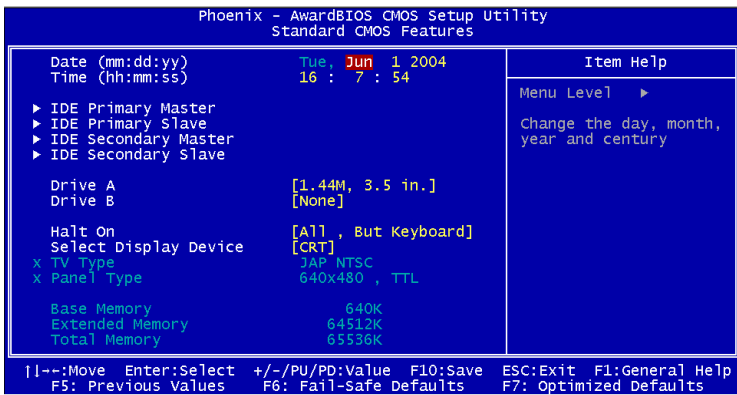 Phoenix - AwardBIOS CMOS Setup Utility
Standard CMOS Features
Date (mm:dd:yy) Tue, Jun 1 2004
Time (hh:mm:ss) 16 : 7 : 54
▶ IDE Primary Master
▶ IDE Primary Slave
▶ IDE Secondary Master
▶ IDE Secondary Slave
Drive A [1.44M, 3.5 in.]
Drive B [None]
Halt On [All , But Keyboard]
Select Display Device [CRT]
x TV Type JAP NTSC
x Panel Type 640x480 , TTL
Base Memory 640K
Extended Memory 64512K
Total Memory 65536K
Item Help
Menu Level ▶
Change the day, month,
year and century
↑↓→←:Move Enter:Select +/-/PU/PD:Value F10:Save ESC:Exit F1:General Help
F5: Previous Values F6: Fail-Safe Defaults F7: Optimized Defaults